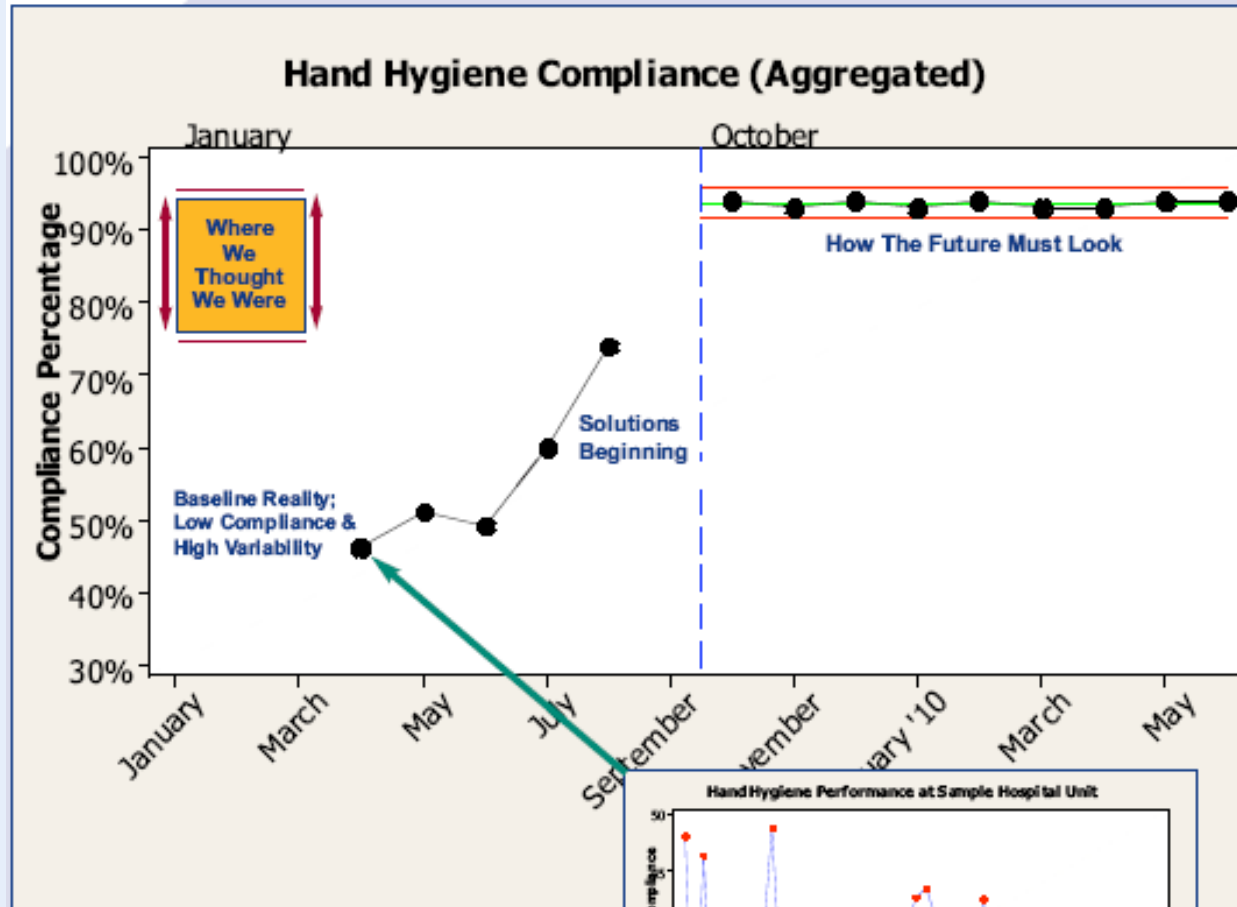 Hand Hygiene Compliance (Aggregated)
January
October
Compliance Percentage
100%
90%
80%
70%
60%
50%
40%
30%
Where
We
Thought
We Were
How The Future Must Look
Solutions
Beginning
Baseline Reality;
Low Compliance &
High Variability
January
March
May
July
September
March
May
Hand Hygiene Performance at Sample Hospital Unit
50